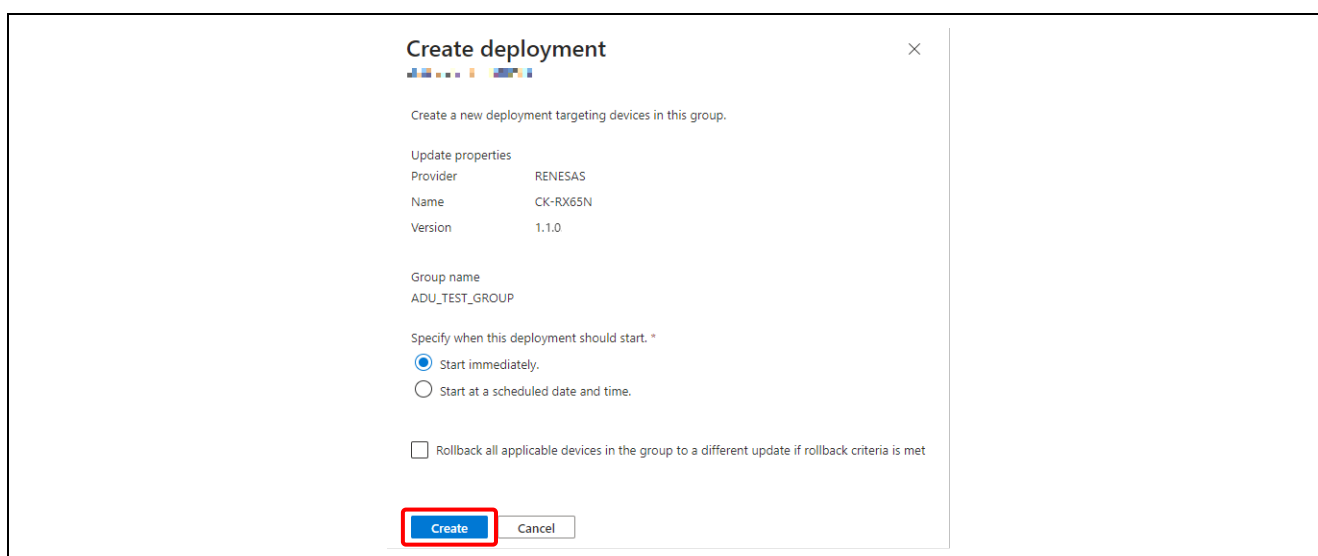 Create deployment
Create a new deployment targeting devices in this group.
Update properties
Provider RENESAS
Name CK-RX65N
Version 1.1.0
Group name
ADU_TEST_GROUP
Specify when this deployment should start. *
Start immediately.
Start at a scheduled date and time.
Rollback all applicable devices in the group to a different update if rollback criteria is met
Create Cancel